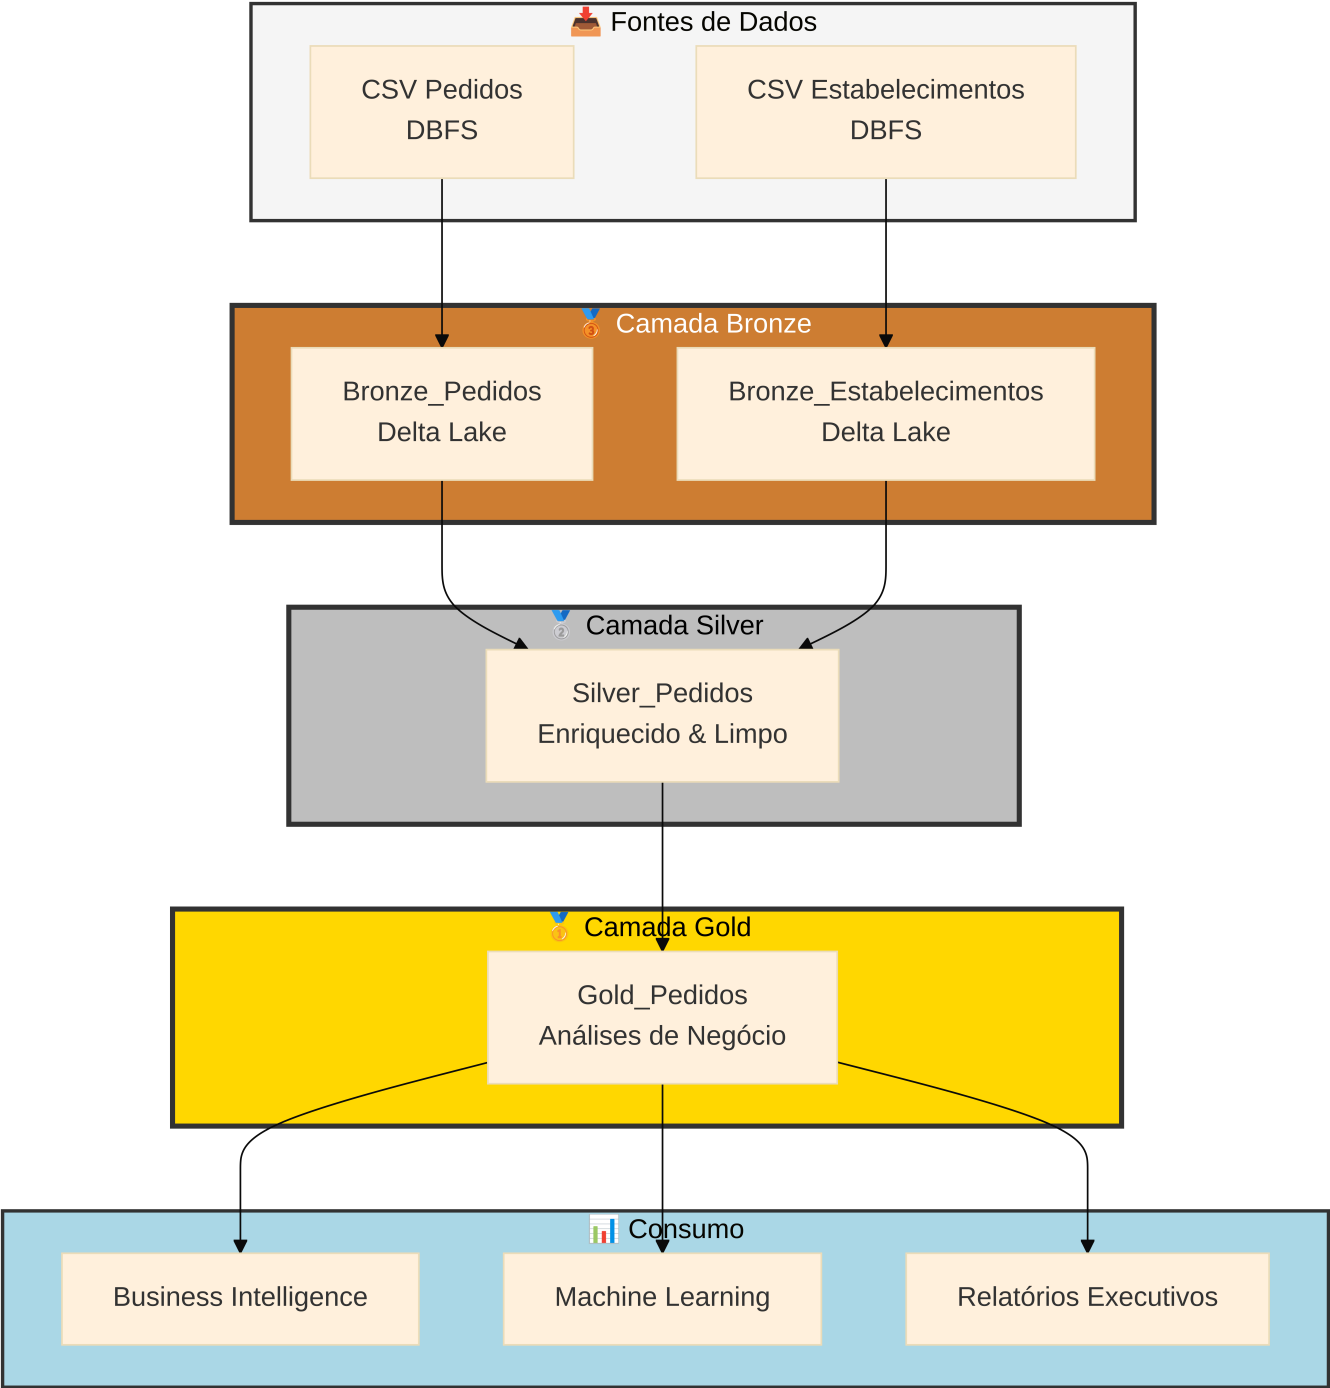 📥 Fontes de Dados
CSV Pedidos
DBFS
CSV Estabelecimentos
DBFS
🥉 Camada Bronze
Bronze_Pedidos
Delta Lake
Bronze_Estabelecimentos
Delta Lake
🥈 Camada Silver
Silver_Pedidos
Enriquecido & Limpo
🥇 Camada Gold
Gold_Pedidos
Análises de Negócio
📊 Consumo
Business Intelligence
Machine Learning
Relatórios Executivos